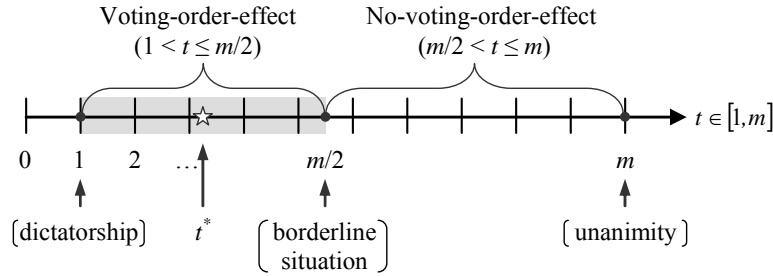 Voting-order-effect No-voting-order-effect
(1 < t ≤ m/2) (m/2 < t ≤ m)
t ∈ [1,m]
0 1 2 … m/2 m
(dictatorship) t* (borderline situation) (unanimity)